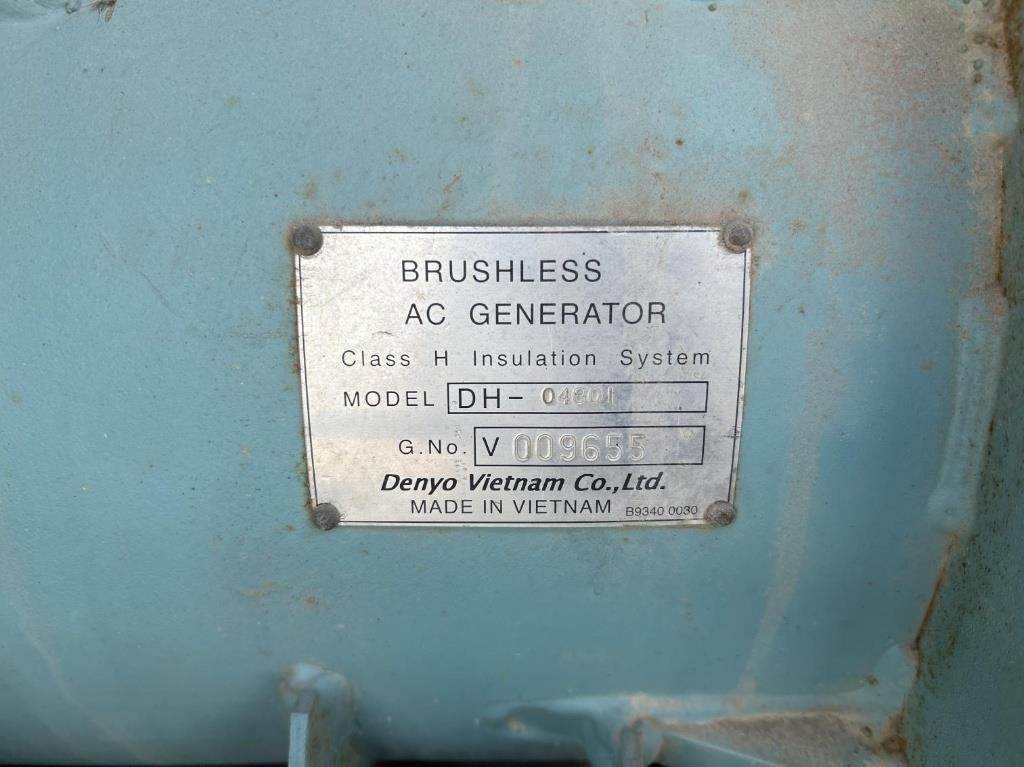 BRUSHLESS
AC GENERATOR
Class H Insulation System
MODEL DH- 04801
G.No. V 009655
Denyo Vietnam Co.,Ltd.
MADE IN VIETNAM B9340 0030